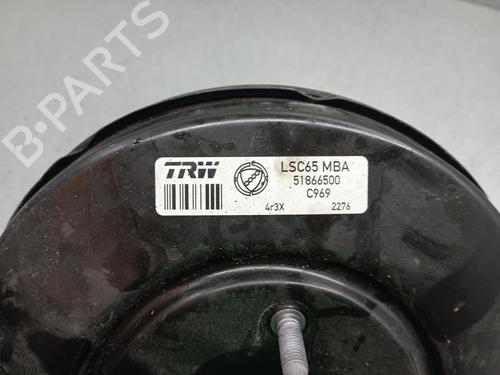 B-PARTS
TRW
LSC65 MBA
51866500
C969
4r3X 2276